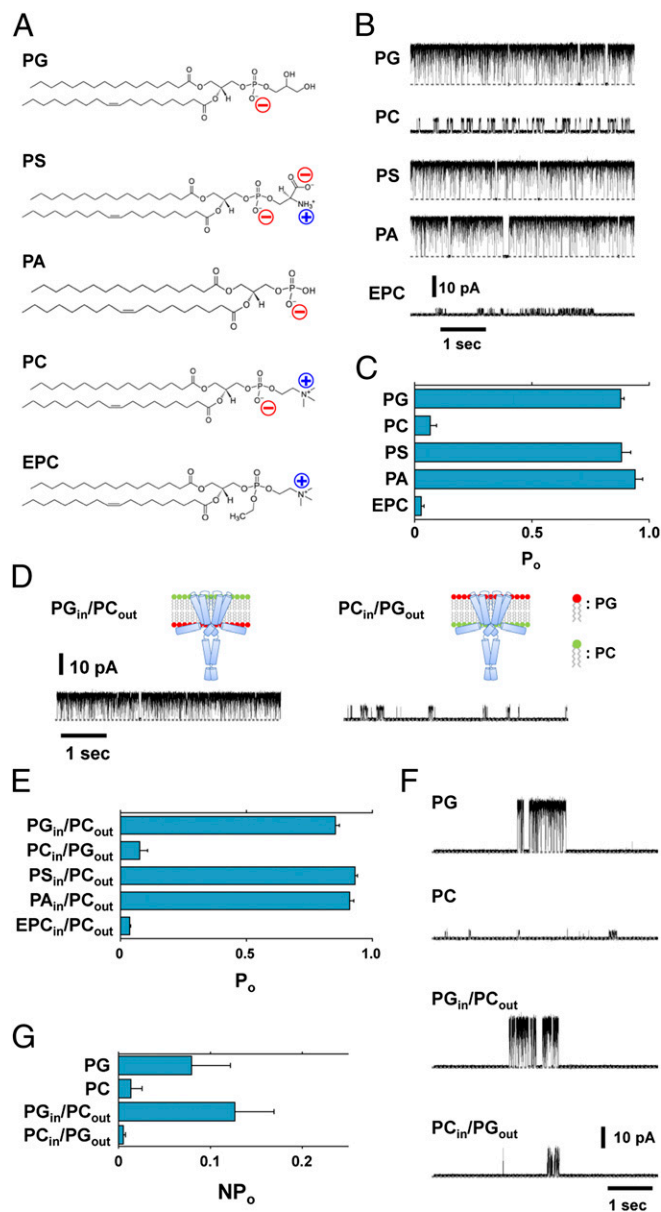 A
PG
PS
PA
PC
EPC
B
PG
PC
PS
PA
EPC
10 pA
1 sec
C
PG
PC
PS
PA
EPC
0 0.5 1.0
Po
D
PGin/PCout
PCin/PGout
: PG
: PC
10 pA
1 sec
E
PGin/PCout
PCin/PGout
PSin/PCout
PAin/PCout
EPCin/PCout
0 0.5 1.0
Po
F
PG
PC
PGin/PCout
PCin/PGout
10 pA
1 sec
G
PG
PC
PGin/PCout
PCin/PGout
0 0.1 0.2
NPo